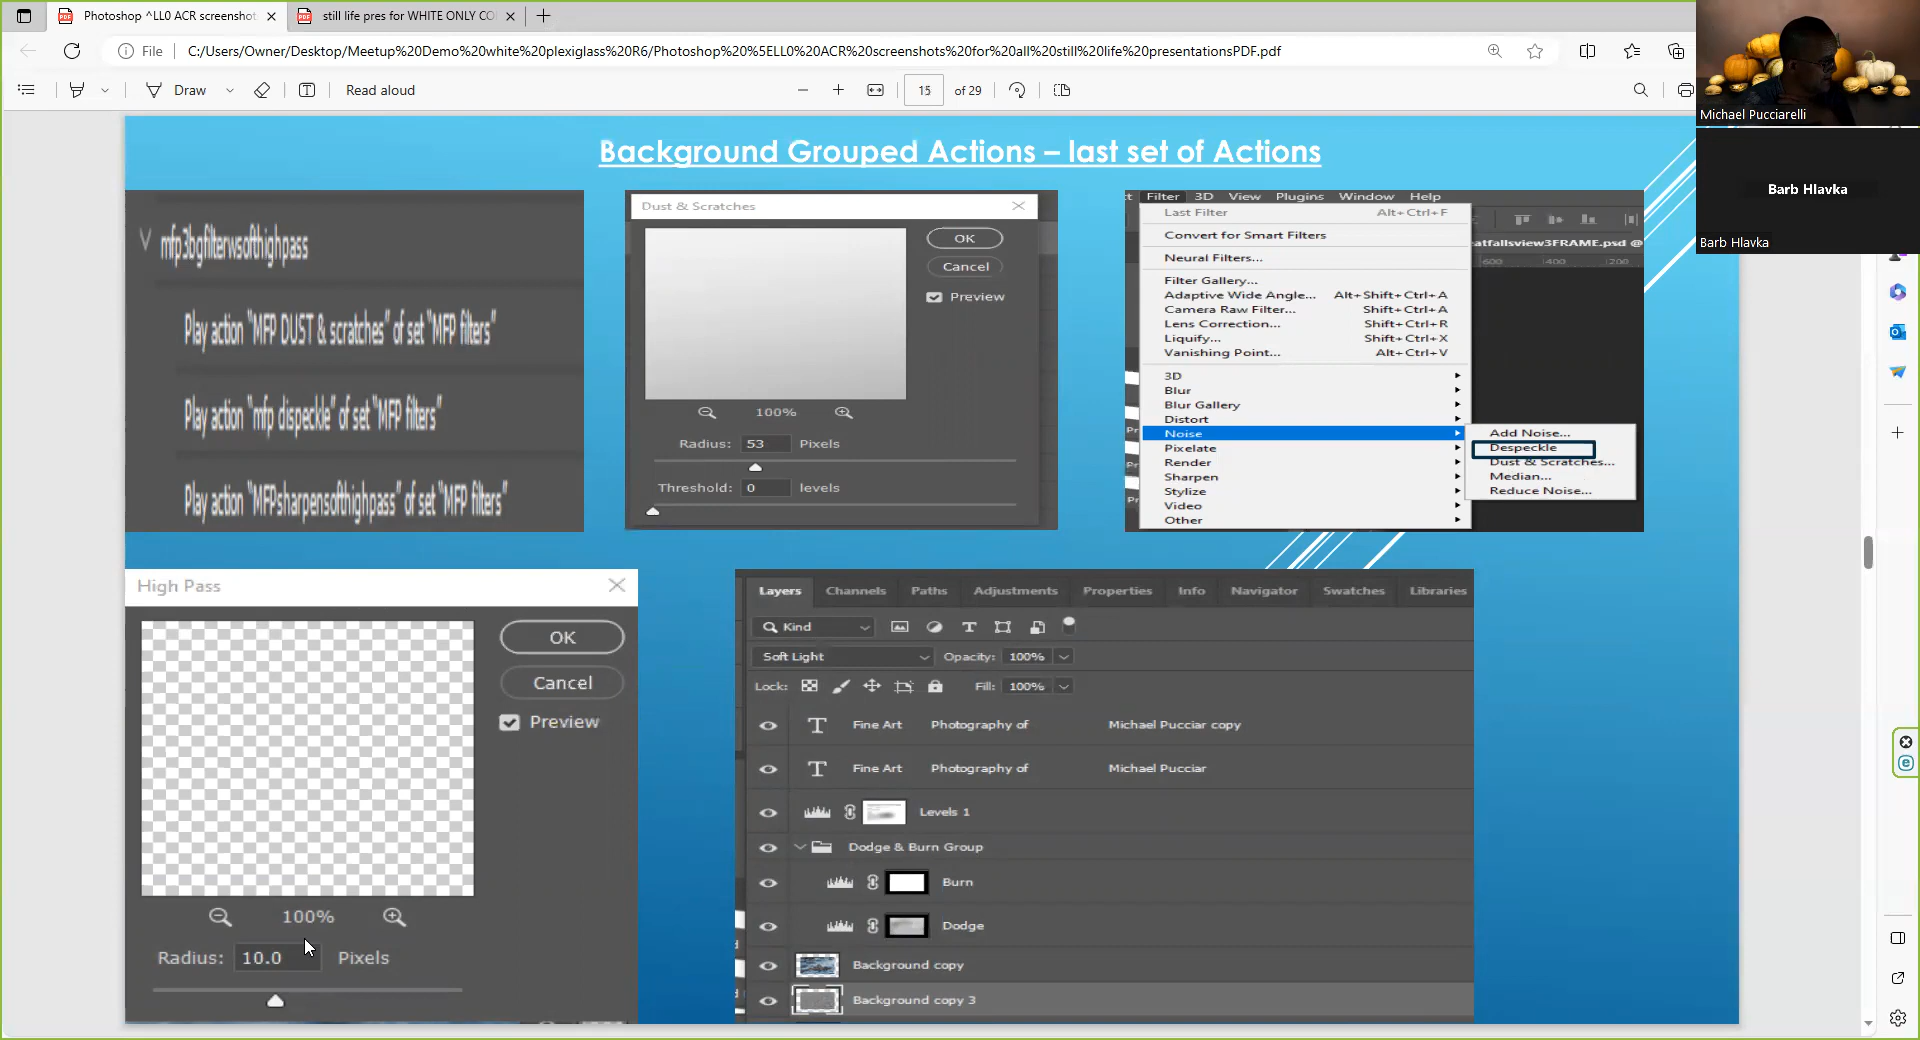 Photoshop ^LL0 ACR screenshot
still life pres for WHITE ONLY CO
File
C:/Users/Owner/Desktop/Meetup%20Demo%20white%20plexiglass%20R6/Photoshop%20%5ELL0%20ACR%20screenshots%20for%20all%20still%20life%20presentationsPDF.pdf
Draw
Read aloud
15
of 29
Michael Pucciarelli
Barb Hlavka
Barb Hlavka
Background Grouped Actions – last set of Actions
mfp3bgfilterwsofthighpass
Play action “MFP DUST & scratches” of set “MFP filters”
Play action “mfp dispeckle” of set “MFP filters”
Play action “MFPsharpensofthighpass” of set “MFP filters”
Dust & Scratches
OK
Cancel
Preview
100%
Radius: 53 Pixels
Threshold: 0 levels
Filter 3D View Plugins Window Help
Last Filter Alt+Ctrl+F
Convert for Smart Filters
Neural Filters...
Filter Gallery...
Adaptive Wide Angle... Alt+Shift+Ctrl+A
Camera Raw Filter... Shift+Ctrl+A
Lens Correction... Shift+Ctrl+R
Liquify... Shift+Ctrl+X
Vanishing Point... Alt+Ctrl+V
3D
Blur
Blur Gallery
Distort
Noise
Pixelate
Render
Sharpen
Stylize
Video
Other
Add Noise...
Despeckle
Dust & Scratches...
Median...
Reduce Noise...
atfallsview3FRAME.psd @
600 400 200
High Pass
OK
Cancel
Preview
100%
Radius: 10.0 Pixels
Layers Channels Paths Adjustments Properties Info Navigator Swatches Libraries
Kind
Soft Light Opacity: 100%
Lock: Fill: 100%
Fine Art Photography of Michael Pucciar copy
Fine Art Photography of Michael Pucciar
Levels 1
Dodge & Burn Group
Burn
Dodge
Background copy
Background copy 3